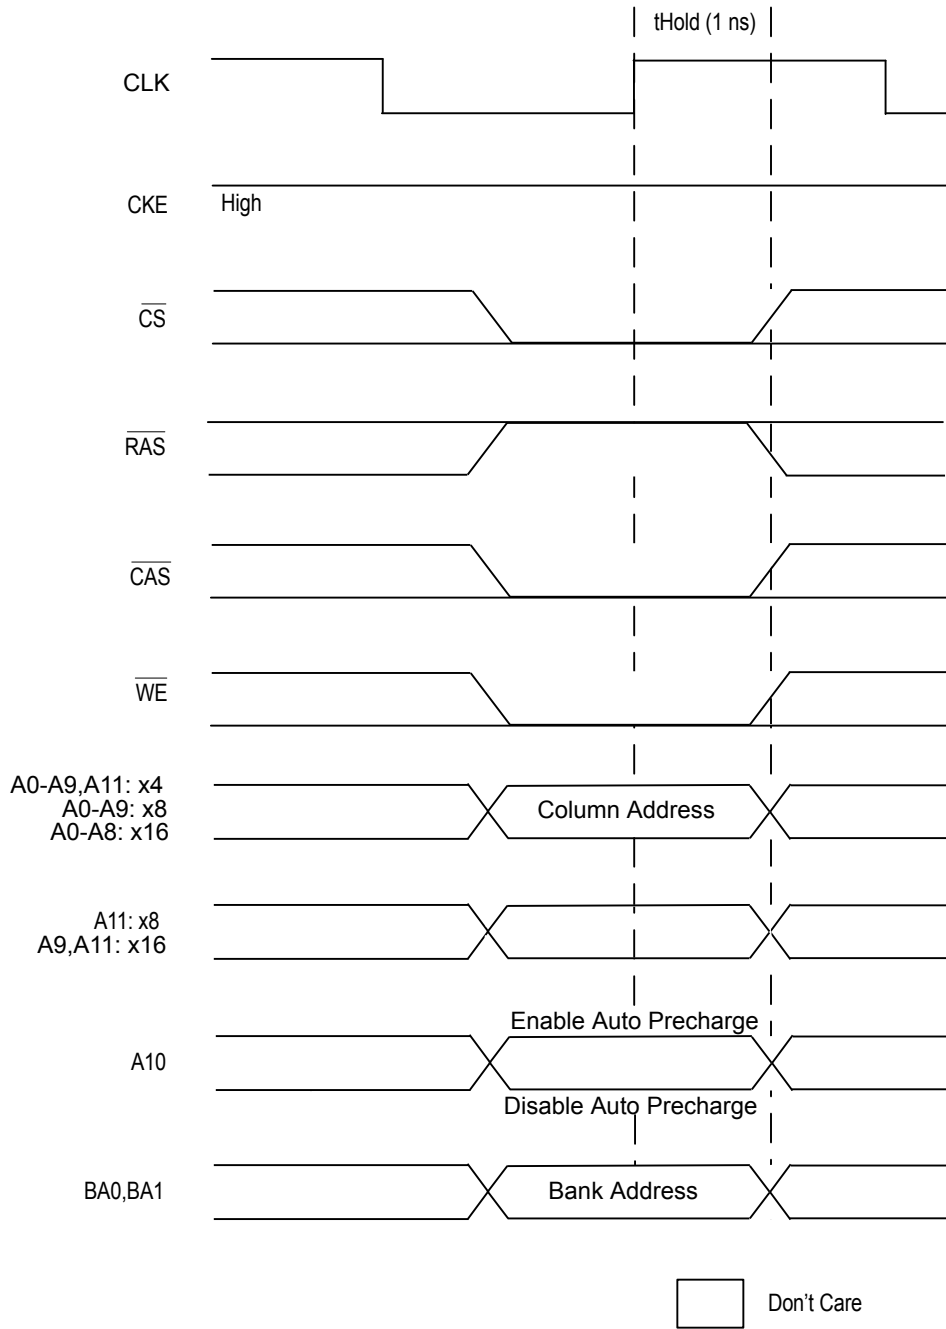 tHold (1 ns)
CLK
CKE
High
CS
RAS
CAS
WE
A0-A9,A11: x4
A0-A9: x8
A0-A8: x16
Column Address
A11: x8
A9,A11: x16
Enable Auto Precharge
A10
Disable Auto Precharge
BA0,BA1
Bank Address
Don't Care